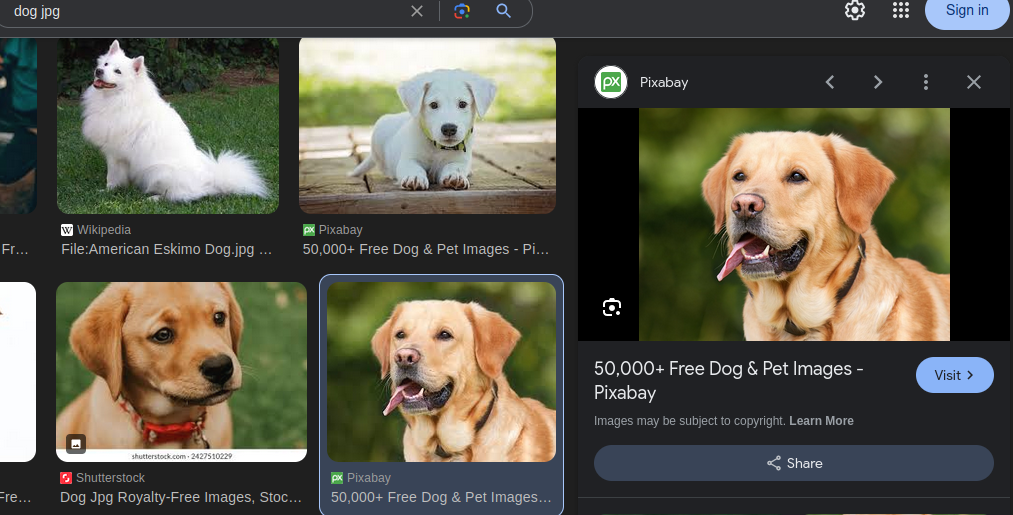 dog jpg
Sign in
Wikipedia
File:American Eskimo Dog.jpg ...
px Pixabay
50,000+ Free Dog & Pet Images - Pi...
Fr...
Shutterstock
Dog Jpg Royalty-Free Images, Stoc...
shutterstock.com · 2427510229
px Pixabay
50,000+ Free Dog & Pet Images...
Fre...
px Pixabay
50,000+ Free Dog & Pet Images -
Pixabay
Visit
Images may be subject to copyright. Learn More
Share